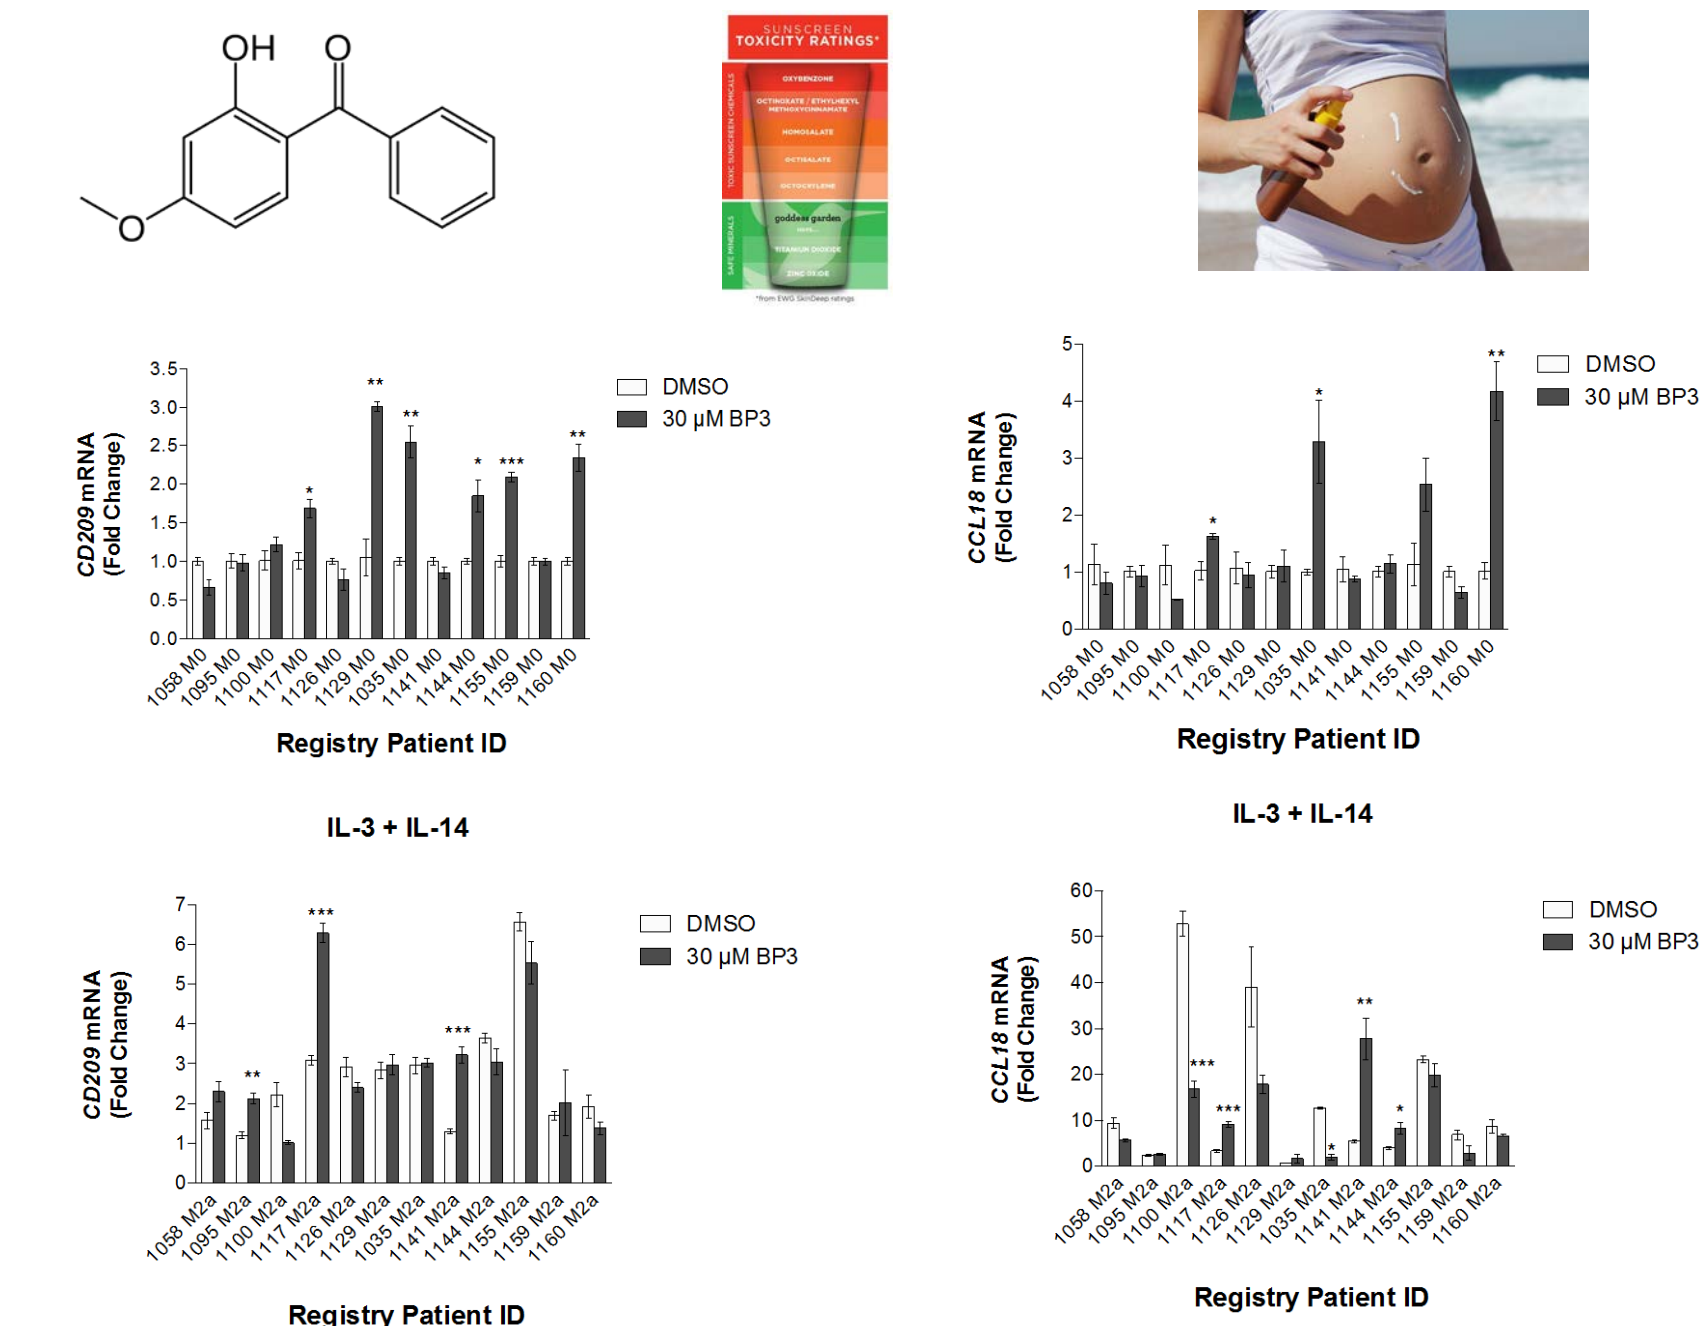 OH
O
O
SUNSCREEN
TOXICITY RATINGS*
TOXIC SUNSCREEN CHEMICALS
OXYBENZONE
OCTINOXATE / ETHYLHEXYL
METHOXYCINNAMATE
HOMOSALATE
OCTISALATE
OCTOCRYLENE
SAFE MINERALS
goddess garden
TITANIUM DIOXIDE
ZINC OXIDE
*from EWG SkinDeep ratings
CD209 mRNA
(Fold Change)
3.5
3.0
2.5
2.0
1.5
1.0
0.5
0.0
* ** ** * *** **
DMSO
30 µM BP3
1058 M0
1095 M0
1100 M0
1117 M0
1126 M0
1129 M0
1035 M0
1141 M0
1144 M0
1155 M0
1159 M0
1160 M0
Registry Patient ID
CCL18 mRNA
(Fold Change)
5
4
3
2
1
0
* * **
DMSO
30 µM BP3
1058 M0
1095 M0
1100 M0
1117 M0
1126 M0
1129 M0
1035 M0
1141 M0
1144 M0
1155 M0
1159 M0
1160 M0
Registry Patient ID
IL-3 + IL-14
IL-3 + IL-14
CD209 mRNA
(Fold Change)
7
6
5
4
3
2
1
0
** *** ***
DMSO
30 µM BP3
1058 M2a
1095 M2a
1100 M2a
1117 M2a
1126 M2a
1129 M2a
1035 M2a
1141 M2a
1144 M2a
1155 M2a
1159 M2a
1160 M2a
Registry Patient ID
CCL18 mRNA
(Fold Change)
60
50
40
30
20
10
0
*** *** * ** *
DMSO
30 µM BP3
1058 M2a
1095 M2a
1100 M2a
1117 M2a
1126 M2a
1129 M2a
1035 M2a
1141 M2a
1144 M2a
1155 M2a
1159 M2a
1160 M2a
Registry Patient ID